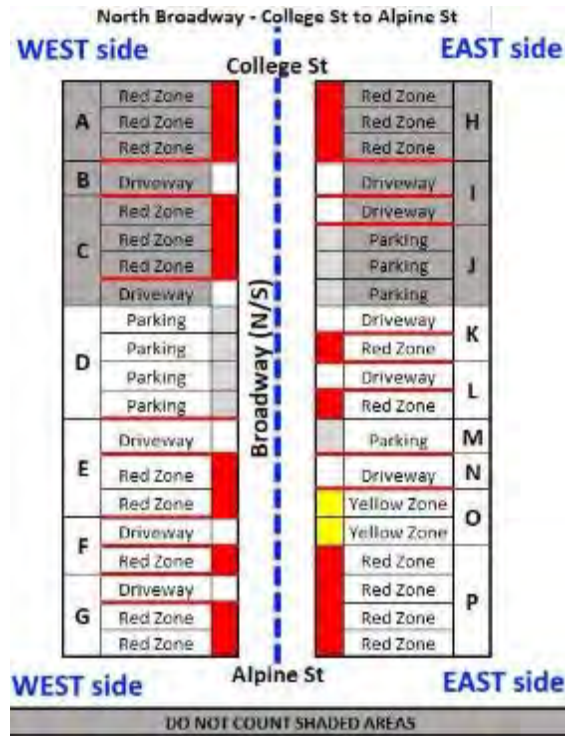 North Broadway - College St to Alpine St
WEST side
EAST side
College St
A
Red Zone
Red Zone
Red Zone
B
Driveway
C
Red Zone
Red Zone
Red Zone
Driveway
D
Parking
Parking
Parking
Parking
E
Driveway
Red Zone
Red Zone
F
Driveway
Red Zone
G
Driveway
Red Zone
Red Zone
Broadway (N/S)
Red Zone
Red Zone
Red Zone
H
Driveway
Driveway
I
Parking
Parking
Parking
J
Driveway
Red Zone
K
Driveway
Red Zone
L
Parking
M
Driveway
N
Yellow Zone
Yellow Zone
O
Red Zone
Red Zone
Red Zone
Red Zone
P
Alpine St
WEST side
EAST side
DO NOT COUNT SHADED AREAS